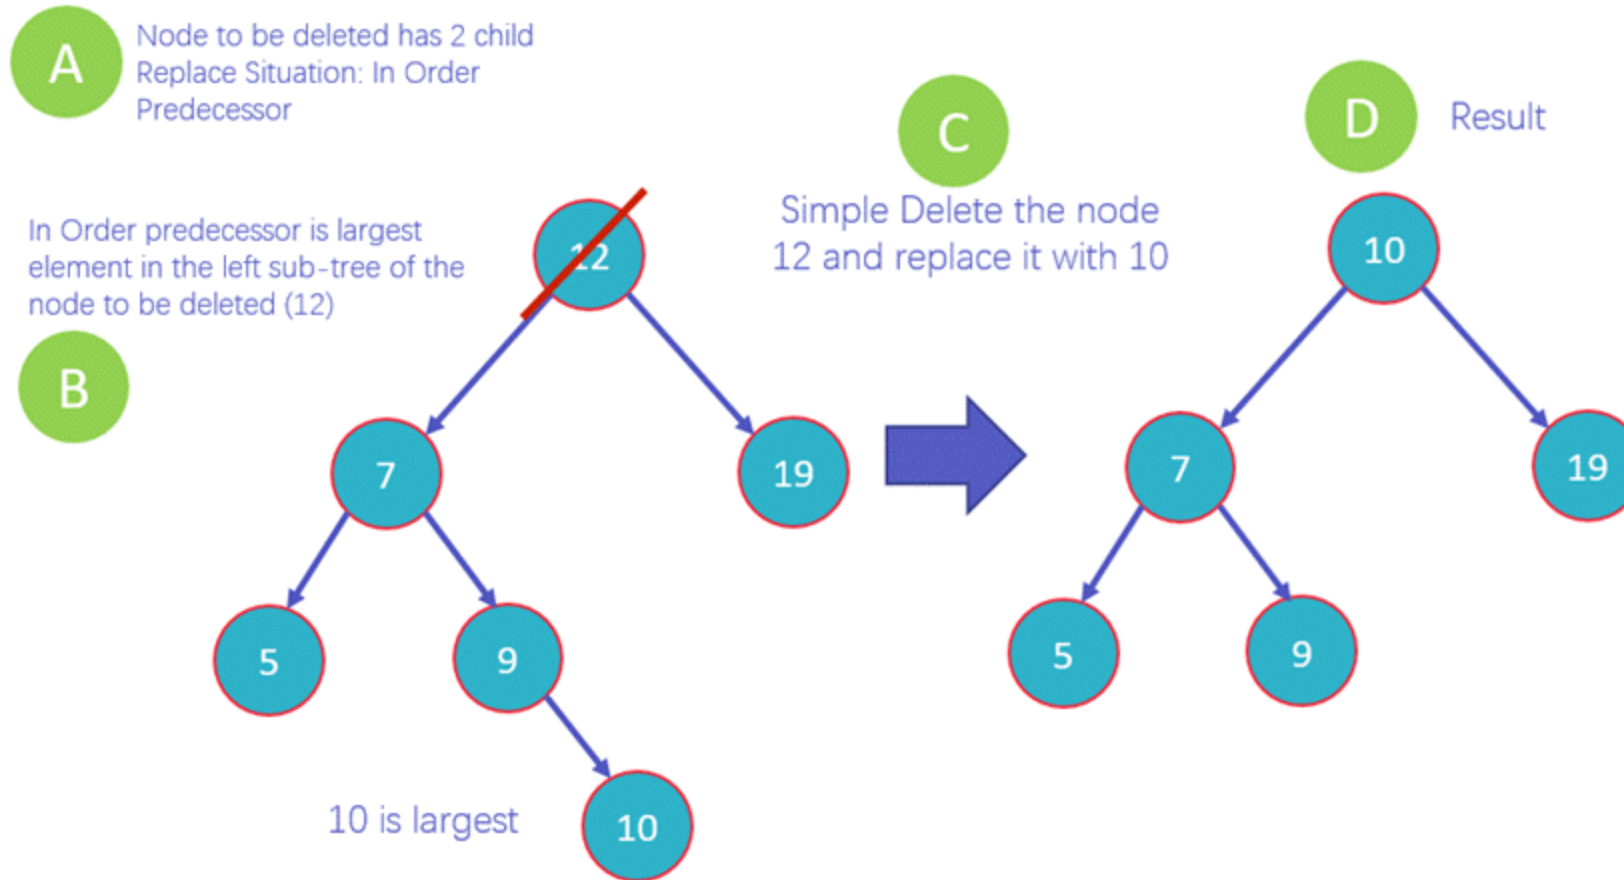 A
Node to be deleted has 2 child
Replace Situation: In Order
Predecessor
In Order predecessor is largest
element in the left sub-tree of the
node to be deleted (12)
B
12
7
19
5
9
10 is largest
10
C
Simple Delete the node
12 and replace it with 10
D
Result
10
7
19
5
9